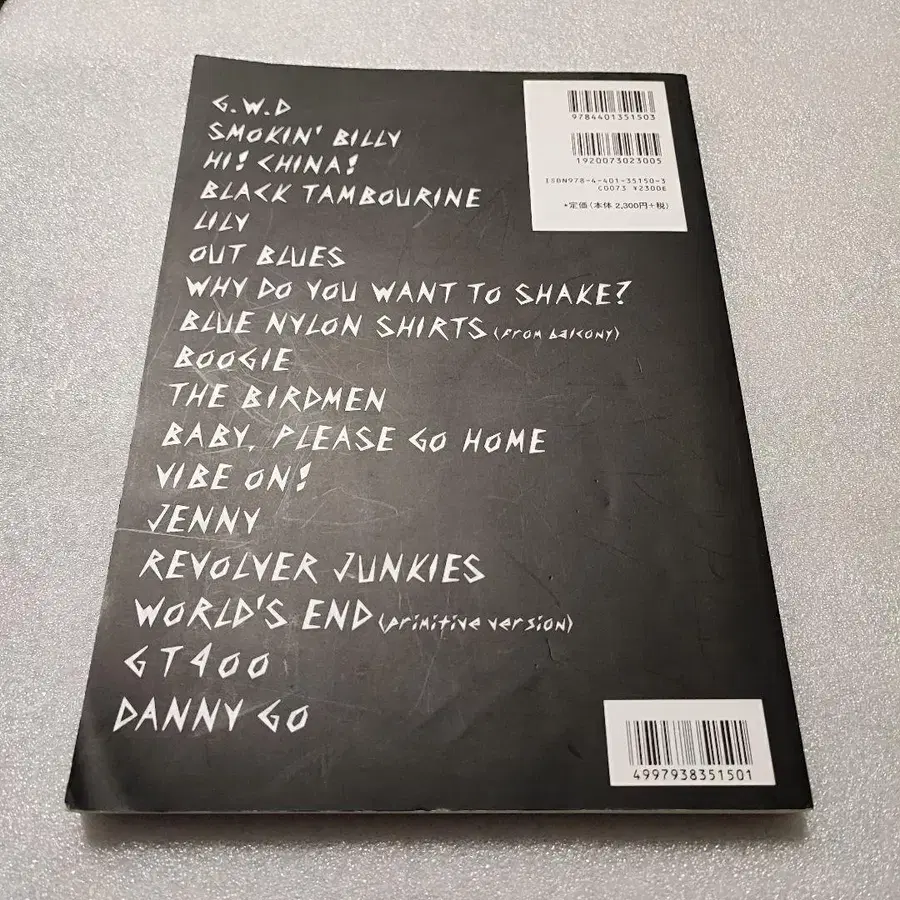 G.W.D
SMOKIN' BILLY
HI! CHINA!
BLACK TAMBOURINE
LILY
OUT BLUES
WHY DO YOU WANT TO SHAKE?
BLUE NYLON SHIRTS (from balcony)
BOOGIE
THE BIRDMEN
BABY, PLEASE GO HOME
VIBE ON!
JENNY
REVOLVER JUNKIES
WORLD'S END (primitive version)
GT400
DANNY GO
9784401351503
1920073023005
ISBN978-4-401-35150-3
C0073 ¥2300E
*定価(本体 2,300円+税)
4997938351501